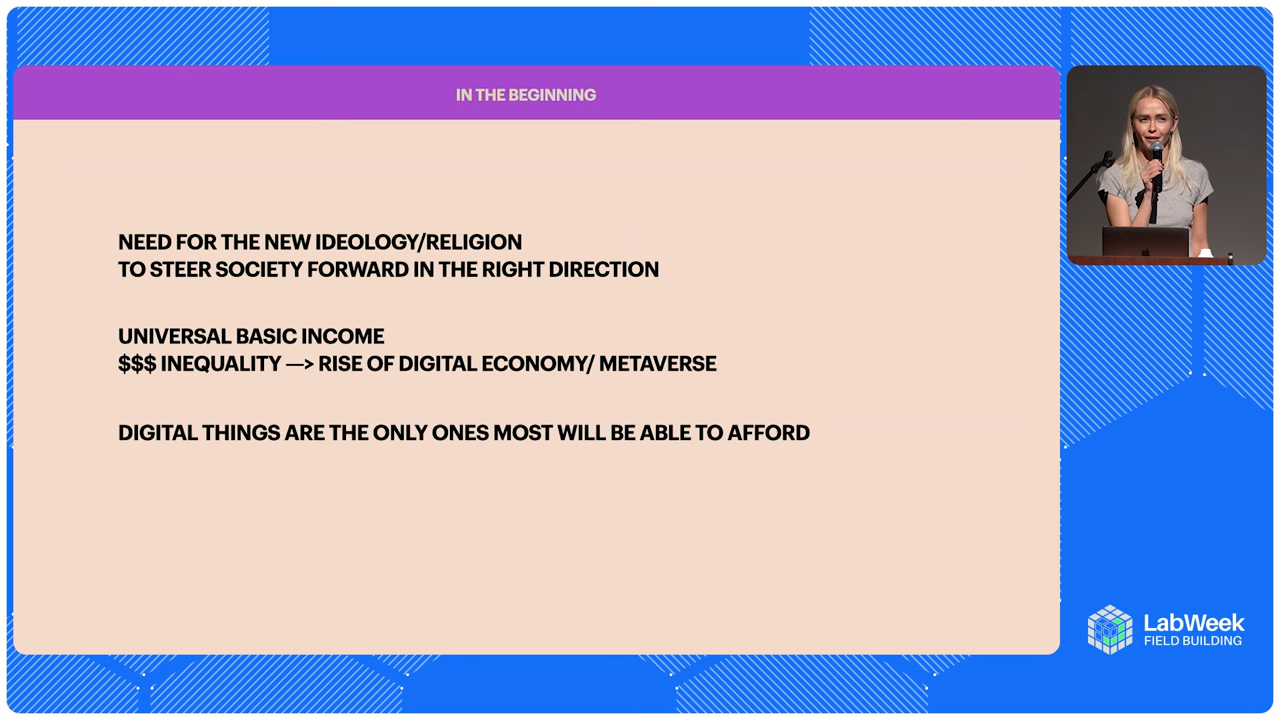 IN THE BEGINNING
NEED FOR THE NEW IDEOLOGY/RELIGION
TO STEER SOCIETY FORWARD IN THE RIGHT DIRECTION
UNIVERSAL BASIC INCOME
$$$ INEQUALITY —> RISE OF DIGITAL ECONOMY/ METAVERSE
DIGITAL THINGS ARE THE ONLY ONES MOST WILL BE ABLE TO AFFORD
LabWeek
FIELD BUILDING